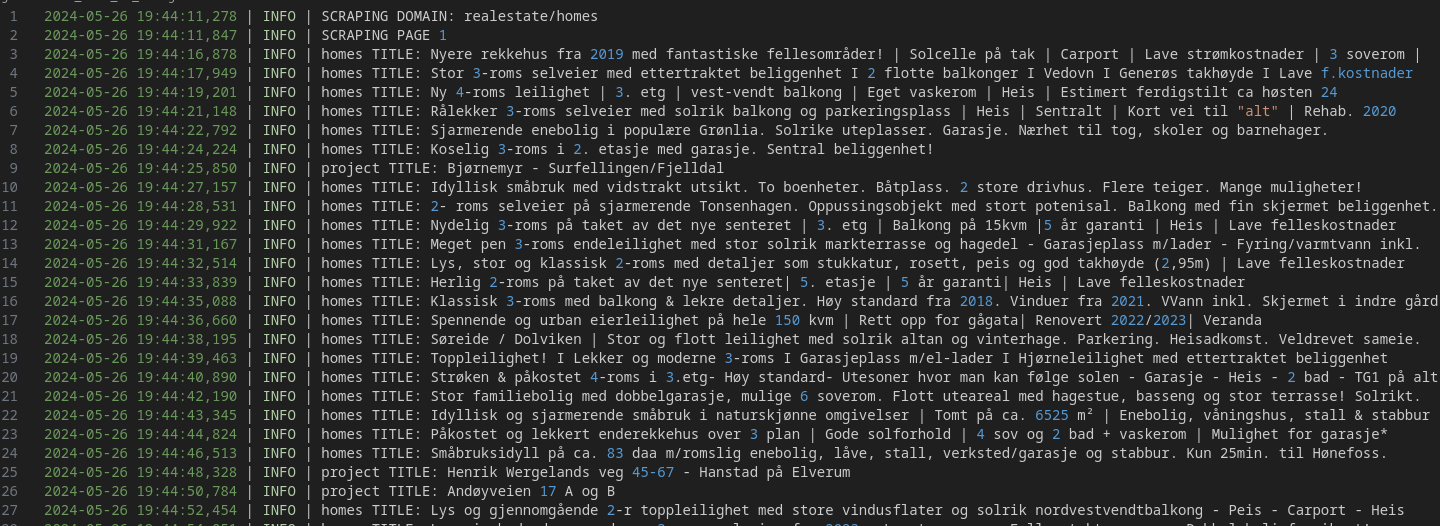 1 2024-05-26 19:44:11,278 | INFO | SCRAPING DOMAIN: realestate/homes
2 2024-05-26 19:44:11,847 | INFO | SCRAPING PAGE 1
3 2024-05-26 19:44:16,878 | INFO | homes TITLE: Nyere rekkehus fra 2019 med fantastiske fellesområder! | Solcelle på tak | Carport | Lave strømkostnader | 3 soverom |
4 2024-05-26 19:44:17,949 | INFO | homes TITLE: Stor 3-roms selveier med ettertraktet beliggenhet I 2 flotte balkonger I Vedovn I Generøs takhøyde I Lave f.kostnader
5 2024-05-26 19:44:19,201 | INFO | homes TITLE: Ny 4-roms leilighet | 3. etg | vest-vendt balkong | Eget vaskerom | Heis | Estimert ferdigstilt ca høsten 24
6 2024-05-26 19:44:21,148 | INFO | homes TITLE: Rålekker 3-roms selveier med solrik balkong og parkeringsplass | Heis | Sentralt | Kort vei til "alt" | Rehab. 2020
7 2024-05-26 19:44:22,792 | INFO | homes TITLE: Sjarmerende enebolig i populære Grønlia. Solrike uteplasser. Garasje. Nærhet til tog, skoler og barnehager.
8 2024-05-26 19:44:24,224 | INFO | homes TITLE: Koselig 3-roms i 2. etasje med garasje. Sentral beliggenhet!
9 2024-05-26 19:44:25,850 | INFO | project TITLE: Bjørnemyr - Surfellingen/Fjelldal
10 2024-05-26 19:44:27,157 | INFO | homes TITLE: Idyllisk småbruk med vidstrakt utsikt. To boenheter. Båtplass. 2 store drivhus. Flere teiger. Mange muligheter!
11 2024-05-26 19:44:28,531 | INFO | homes TITLE: 2- roms selveier på sjarmerende Tonsenhagen. Oppussingsobjekt med stort potenisal. Balkong med fin skjermet beliggenhet.
12 2024-05-26 19:44:29,922 | INFO | homes TITLE: Nydelig 3-roms på taket av det nye senteret | 3. etg | Balkong på 15kvm |5 år garanti | Heis | Lave felleskostnader
13 2024-05-26 19:44:31,167 | INFO | homes TITLE: Meget pen 3-roms endeleilighet med stor solrik markterrasse og hagedel - Garasjeplass m/lader - Fyring/varmtvann inkl.
14 2024-05-26 19:44:32,514 | INFO | homes TITLE: Lys, stor og klassisk 2-roms med detaljer som stukkatur, rosett, peis og god takhøyde (2,95m) | Lave felleskostnader
15 2024-05-26 19:44:33,839 | INFO | homes TITLE: Herlig 2-roms på taket av det nye senteret| 5. etasje | 5 år garanti| Heis | Lave felleskostnader
16 2024-05-26 19:44:35,088 | INFO | homes TITLE: Klassisk 3-roms med balkong & lekre detaljer. Høy standard fra 2018. Vinduer fra 2021. VVann inkl. Skjermet i indre gård
17 2024-05-26 19:44:36,660 | INFO | homes TITLE: Spennende og urban eierleilighet på hele 150 kvm | Rett opp for gågata| Renovert 2022/2023| Veranda
18 2024-05-26 19:44:38,195 | INFO | homes TITLE: Søreide / Dolviken | Stor og flott leilighet med solrik altan og vinterhage. Parkering. Heisadkomst. Veldrevet sameie.
19 2024-05-26 19:44:39,463 | INFO | homes TITLE: Toppleilighet! I Lekker og moderne 3-roms I Garasjeplass m/el-lader I Hjørneleilighet med ettertraktet beliggenhet
20 2024-05-26 19:44:40,890 | INFO | homes TITLE: Strøken & påkostet 4-roms i 3.etg- Høy standard- Utesoner hvor man kan følge solen - Garasje - Heis - 2 bad - TG1 på alt
21 2024-05-26 19:44:42,190 | INFO | homes TITLE: Stor familiebolig med dobbelgarasje, mulige 6 soverom. Flott uteareal med hagestue, basseng og stor terrasse! Solrikt.
22 2024-05-26 19:44:43,345 | INFO | homes TITLE: Idyllisk og sjarmerende småbruk i naturskjønne omgivelser | Tomt på ca. 6525 m² | Enebolig, våningshus, stall & stabbur
23 2024-05-26 19:44:44,824 | INFO | homes TITLE: Påkostet og lekkert enderekkehus over 3 plan | Gode solforhold | 4 sov og 2 bad + vaskerom | Mulighet for garasje*
24 2024-05-26 19:44:46,513 | INFO | homes TITLE: Småbruksidyll på ca. 83 daa m/romslig enebolig, låve, stall, verksted/garasje og stabbur. Kun 25min. til Hønefoss.
25 2024-05-26 19:44:48,328 | INFO | project TITLE: Henrik Wergelands veg 45-67 - Hanstad på Elverum
26 2024-05-26 19:44:50,784 | INFO | project TITLE: Andøyveien 17 A og B
27 2024-05-26 19:44:52,454 | INFO | homes TITLE: Lys og gjennomgående 2-r toppleilighet med store vindusflater og solrik nordvestvendtbalkong - Peis - Carport - Heis